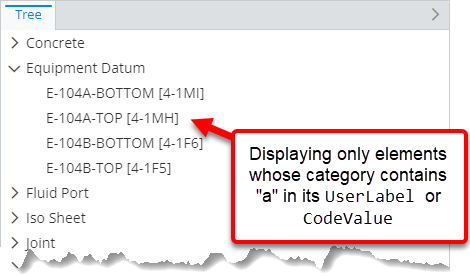 Tree
Concrete
Equipment Datum
E-104A-BOTTOM [4-1MI]
E-104A-TOP [4-1MH]
E-104B-BOTTOM [4-1F6]
E-104B-TOP [4-1F5]
Fluid Port
Iso Sheet
Joint
Displaying only elements
whose category contains
"a" in its UserLabel or
CodeValue